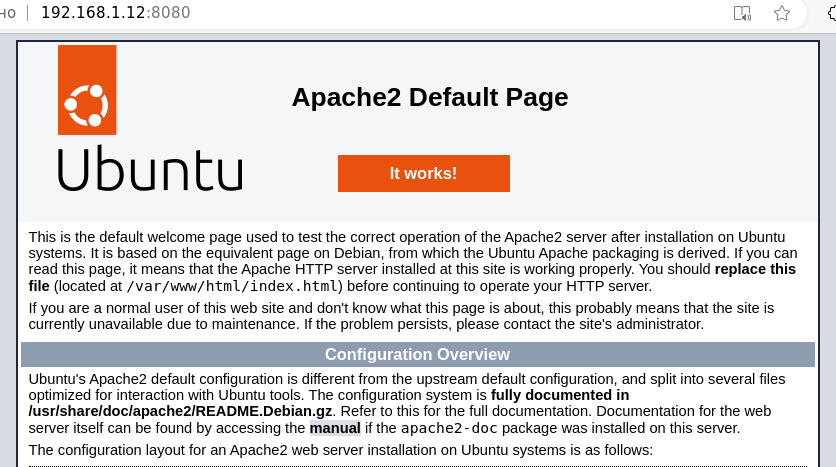 но 192.168.1.12:8080
Apache2 Default Page
Ubuntu
It works!
This is the default welcome page used to test the correct operation of the Apache2 server after installation on Ubuntu
systems. It is based on the equivalent page on Debian, from which the Ubuntu Apache packaging is derived. If you can
read this page, it means that the Apache HTTP server installed at this site is working properly. You should replace this
file (located at /var/www/html/index.html) before continuing to operate your HTTP server.
If you are a normal user of this web site and don't know what this page is about, this probably means that the site is
currently unavailable due to maintenance. If the problem persists, please contact the site's administrator.
Configuration Overview
Ubuntu's Apache2 default configuration is different from the upstream default configuration, and split into several files
optimized for interaction with Ubuntu tools. The configuration system is fully documented in
/usr/share/doc/apache2/README.Debian.gz. Refer to this for the full documentation. Documentation for the web
server itself can be found by accessing the manual if the apache2-doc package was installed on this server.
The configuration layout for an Apache2 web server installation on Ubuntu systems is as follows: